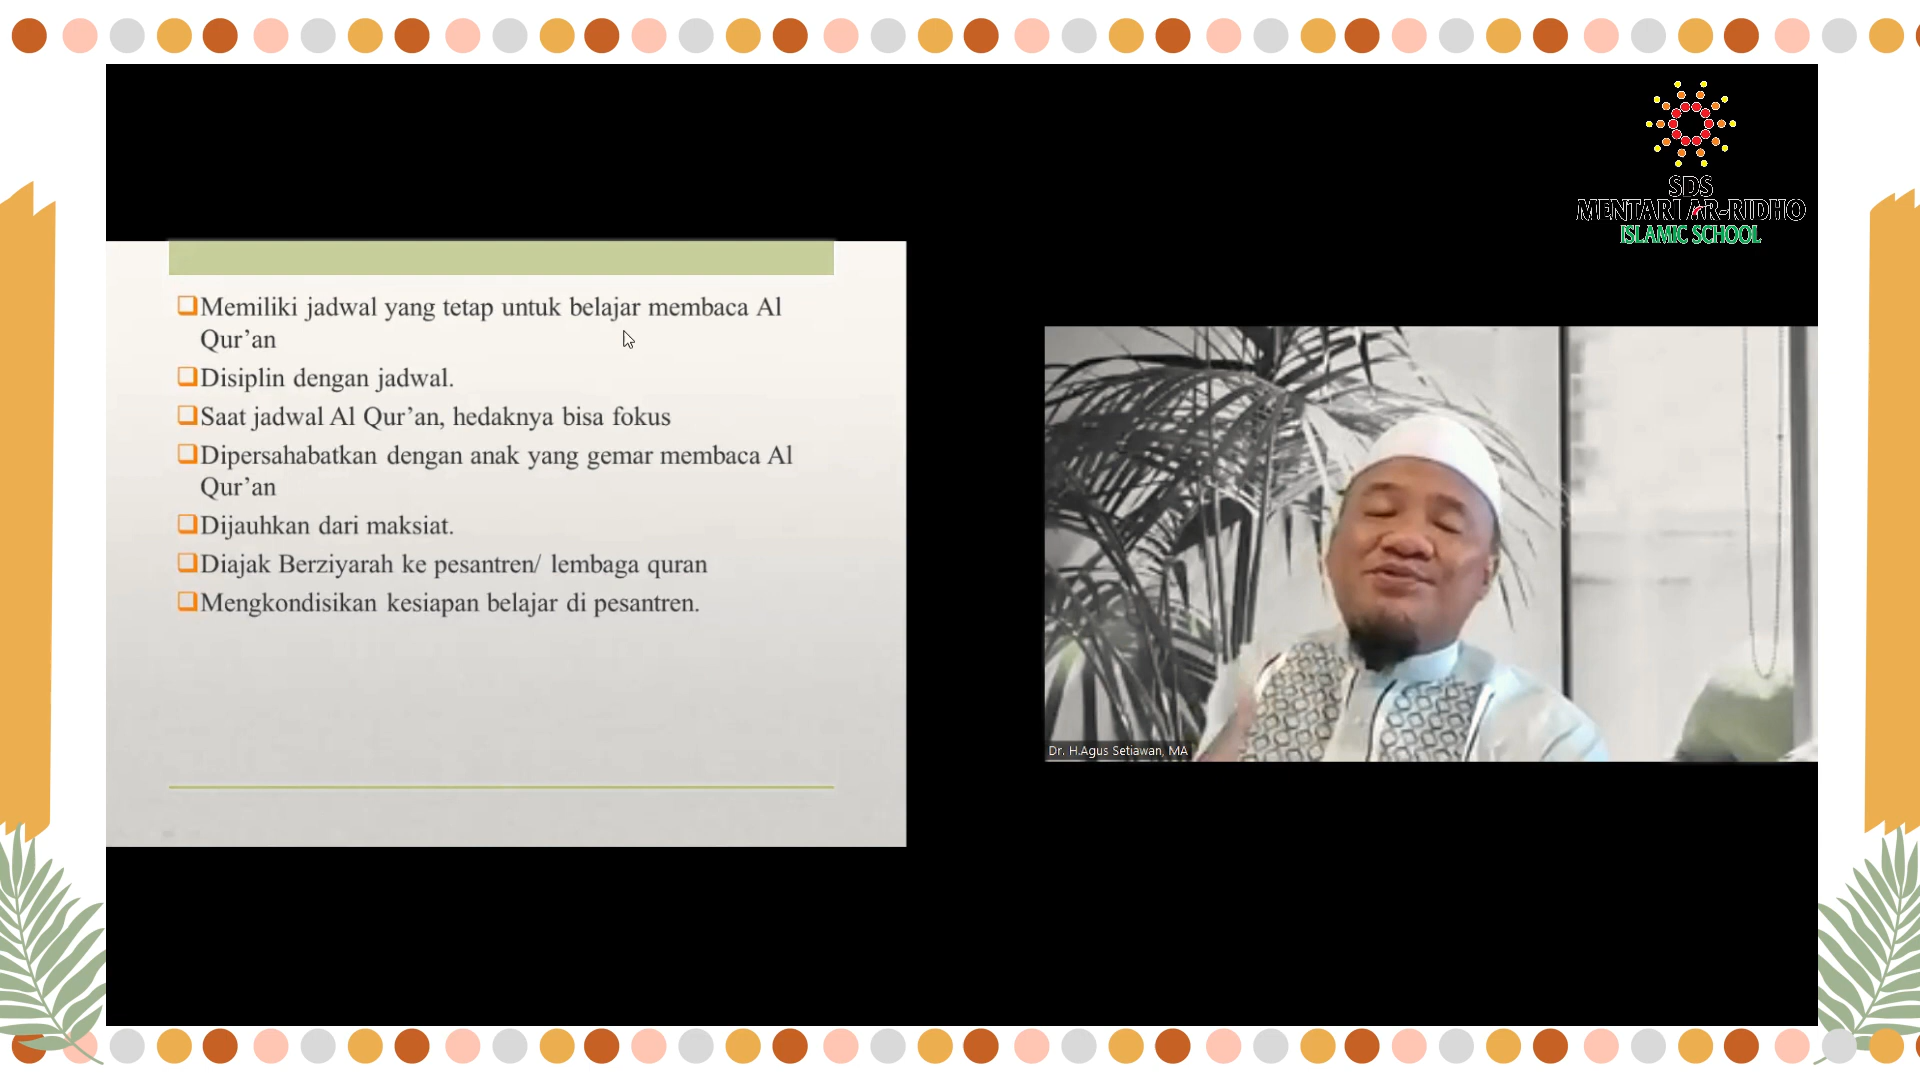 SDS
MENTARI AR-RIDHO
ISLAMIC SCHOOL
Memiliki jadwal yang tetap untuk belajar membaca Al
Qur’an
Disiplin dengan jadwal.
Saat jadwal Al Qur’an, hedaknya bisa fokus
Dipersahabatkan dengan anak yang gemar membaca Al
Qur’an
Dijauhkan dari maksiat.
Diajak Berziyarah ke pesantren/ lembaga quran
Mengkondisikan kesiapan belajar di pesantren.
Dr. H.Agus Setiawan, MA